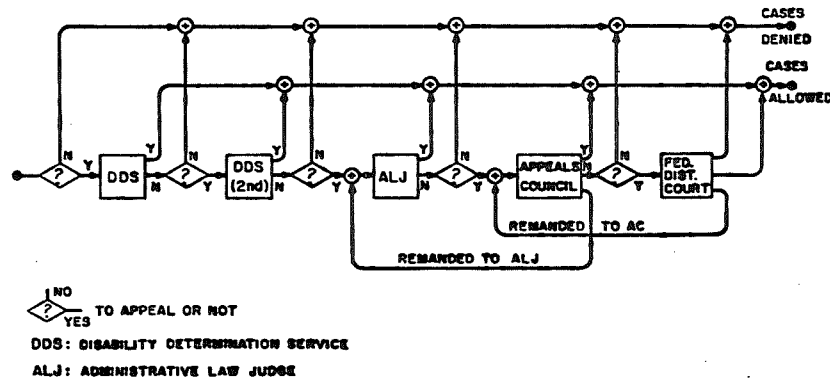 CASES
DENIED
CASES
ALLOWED
N
Y
?
DDS
Y
N
N
?
Y
DDS
(2nd)
Y
N
N
?
Y
ALJ
Y
N
N
?
Y
APPEALS
COUNCIL
Y
N
N
?
Y
FED.
DIST.
COURT
REMANDED TO AC
REMANDED TO ALJ
NO
?
YES
TO APPEAL OR NOT
DDS: DISABILITY DETERMINATION SERVICE
ALJ: ADMINISTRATIVE LAW JUDGE